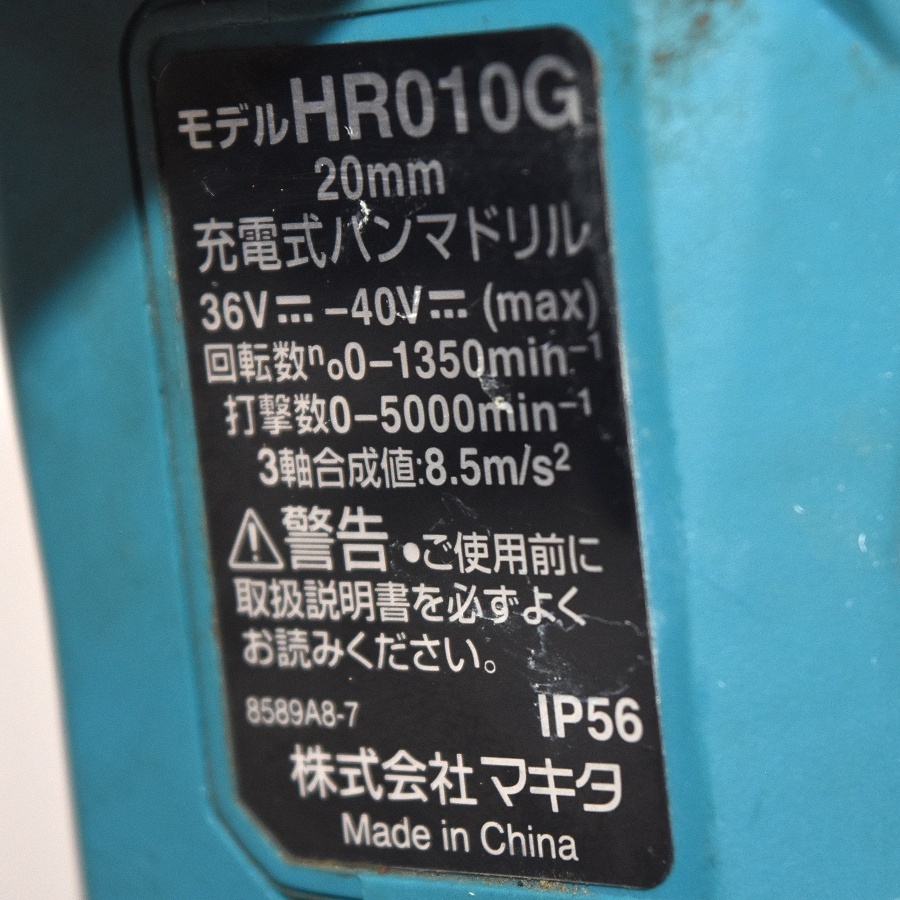 モデルHR010G
20mm
充電式ハンマドリル
36V⎓ -40V⎓ (max)
回転数n₀0-1350min⁻¹
打撃数0-5000min⁻¹
3軸合成値:8.5m/s²
⚠警告 ●ご使用前に
取扱説明書を必ずよく
お読みください。
8589A8-7 IP56
株式会社マキタ
Made in China